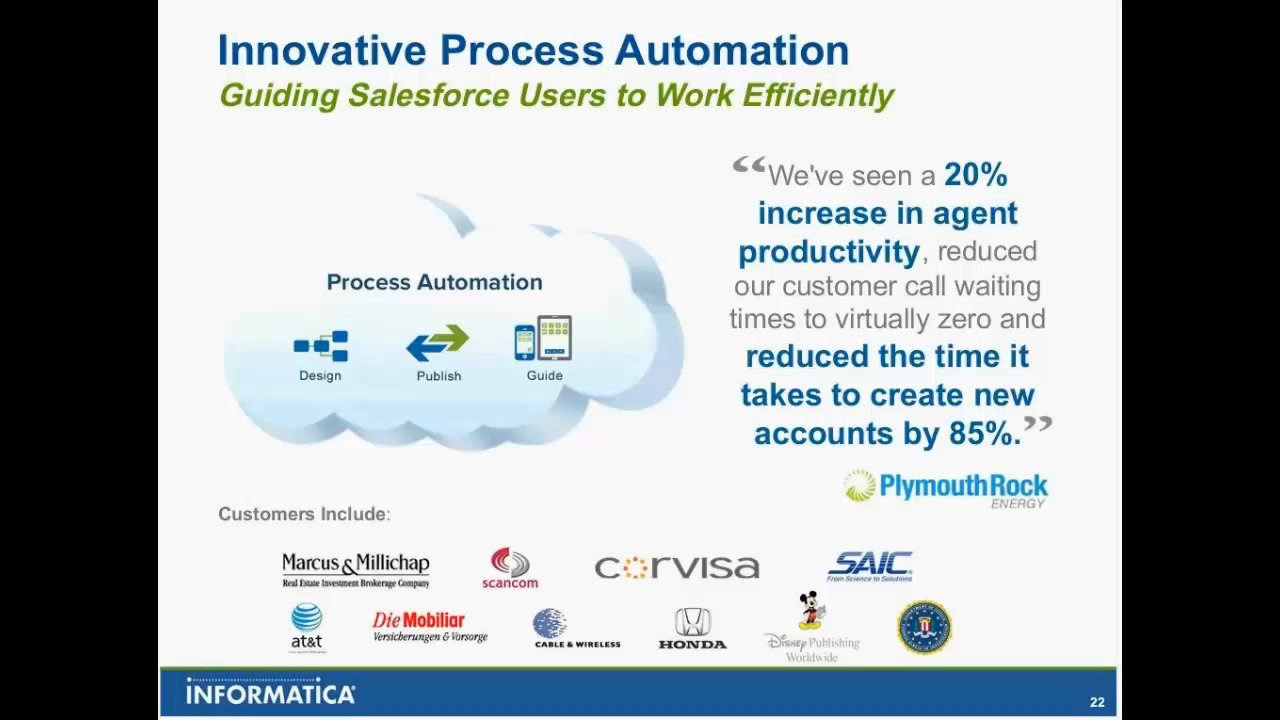 Innovative Process Automation
Guiding Salesforce Users to Work Efficiently
Process Automation
Design
Publish
Guide
“We've seen a 20%
increase in agent
productivity, reduced
our customer call waiting
times to virtually zero and
reduced the time it
takes to create new
accounts by 85%.”
PlymouthRock
ENERGY
Customers Include:
Marcus & Millichap
Real Estate Investment Brokerage Company
scancom
corvisa
SAIC
From Science to Solutions
at&t
Die Mobiliar
Versicherungen & Vorsorge
CABLE & WIRELESS
HONDA
Disney Publishing
Worldwide
INFORMATICA
22